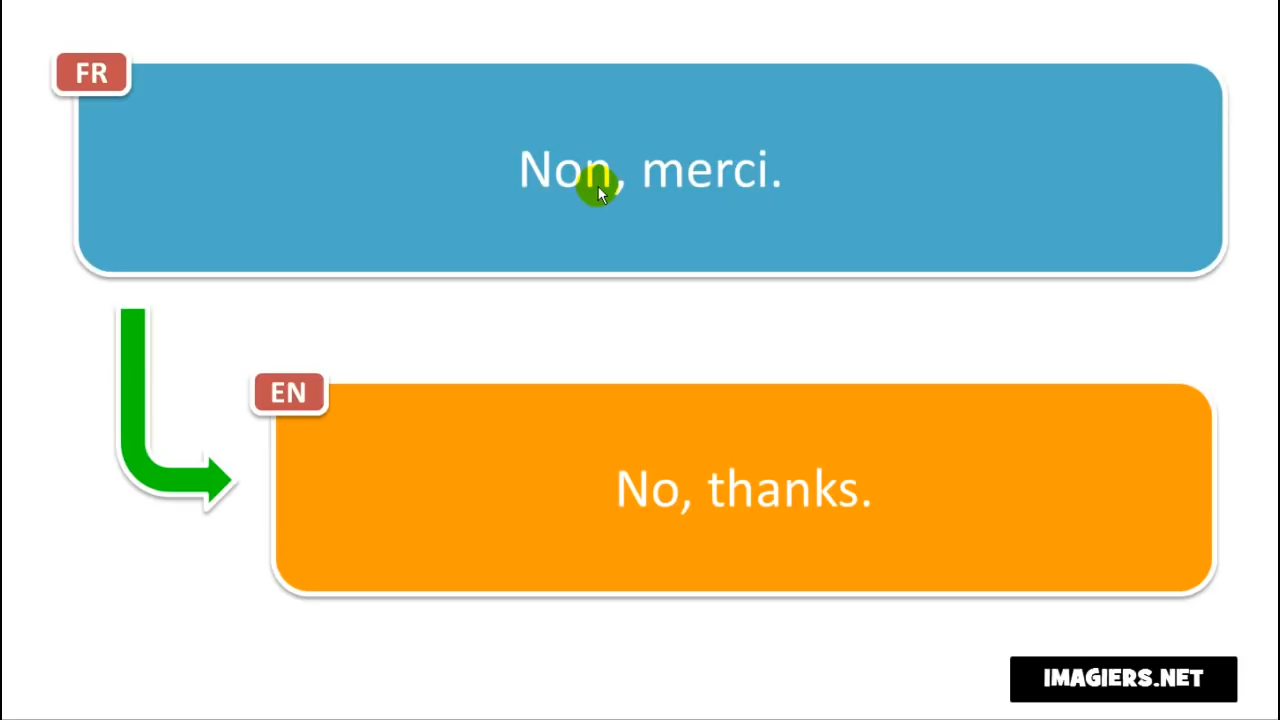 FR
Non, merci.
EN
No, thanks.
IMAGIERS.NET